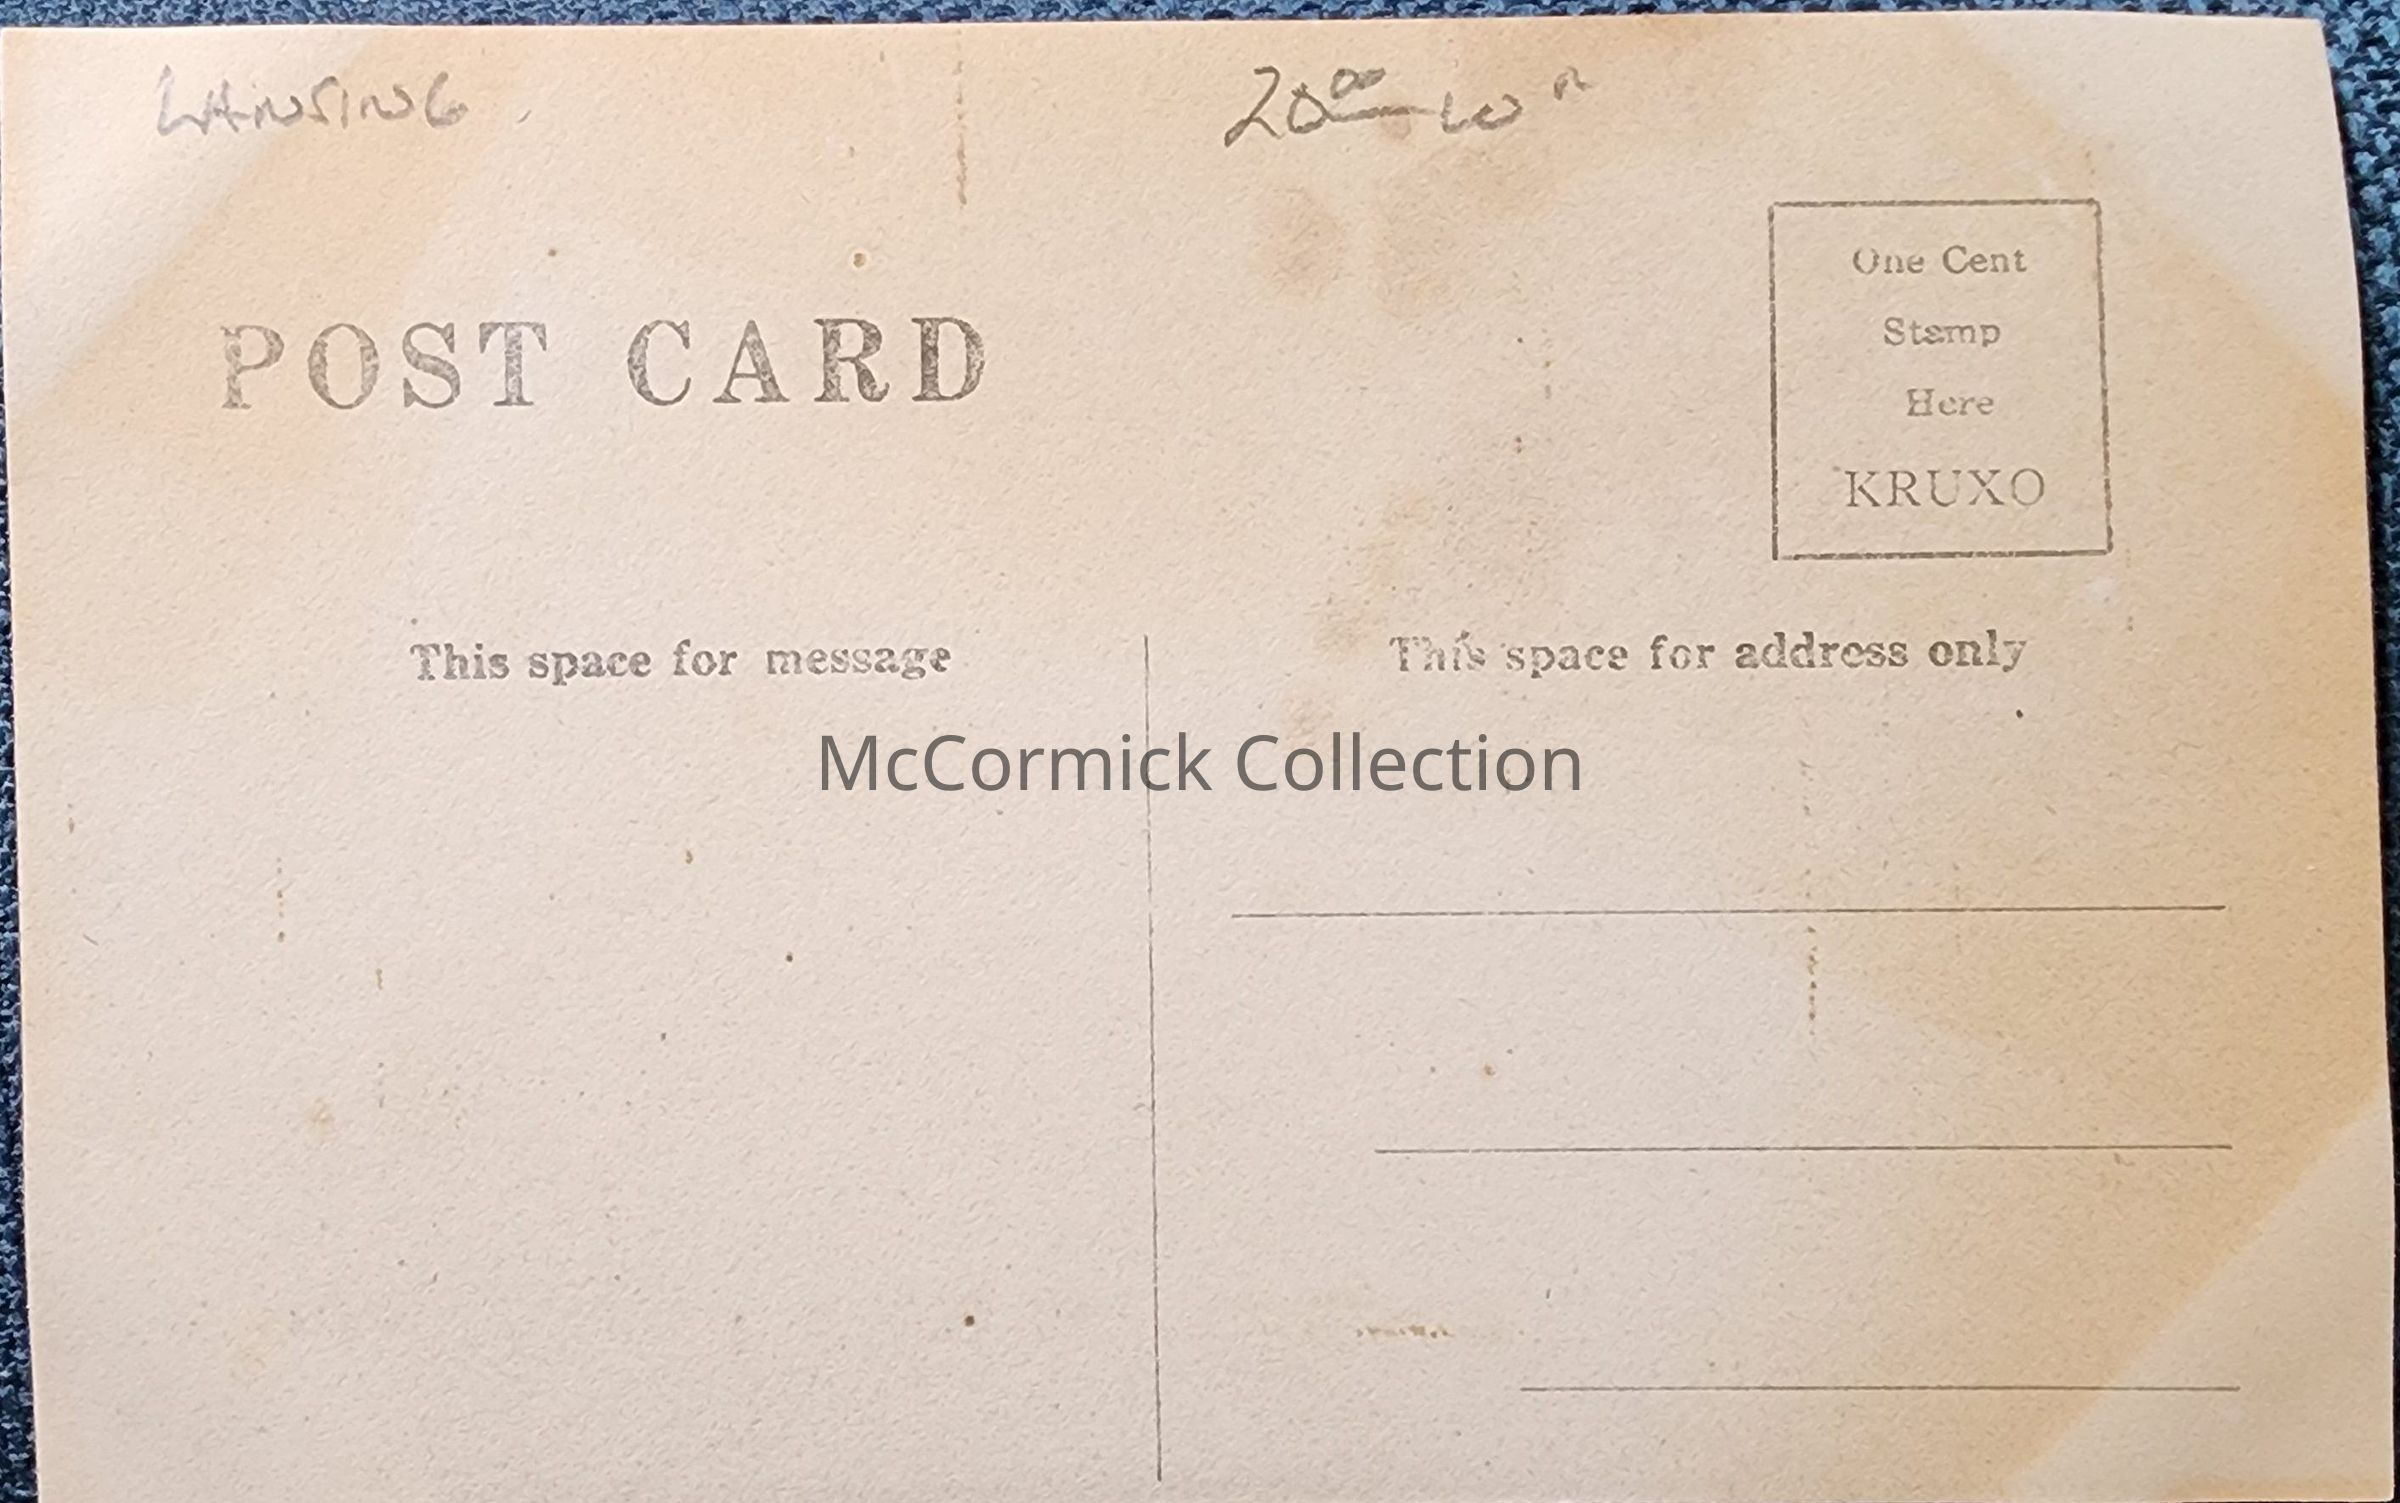 LANSING
20⁰⁰
POST CARD
One Cent
Stamp
Here
KRUXO
This space for message
This space for address only
McCormick Collection